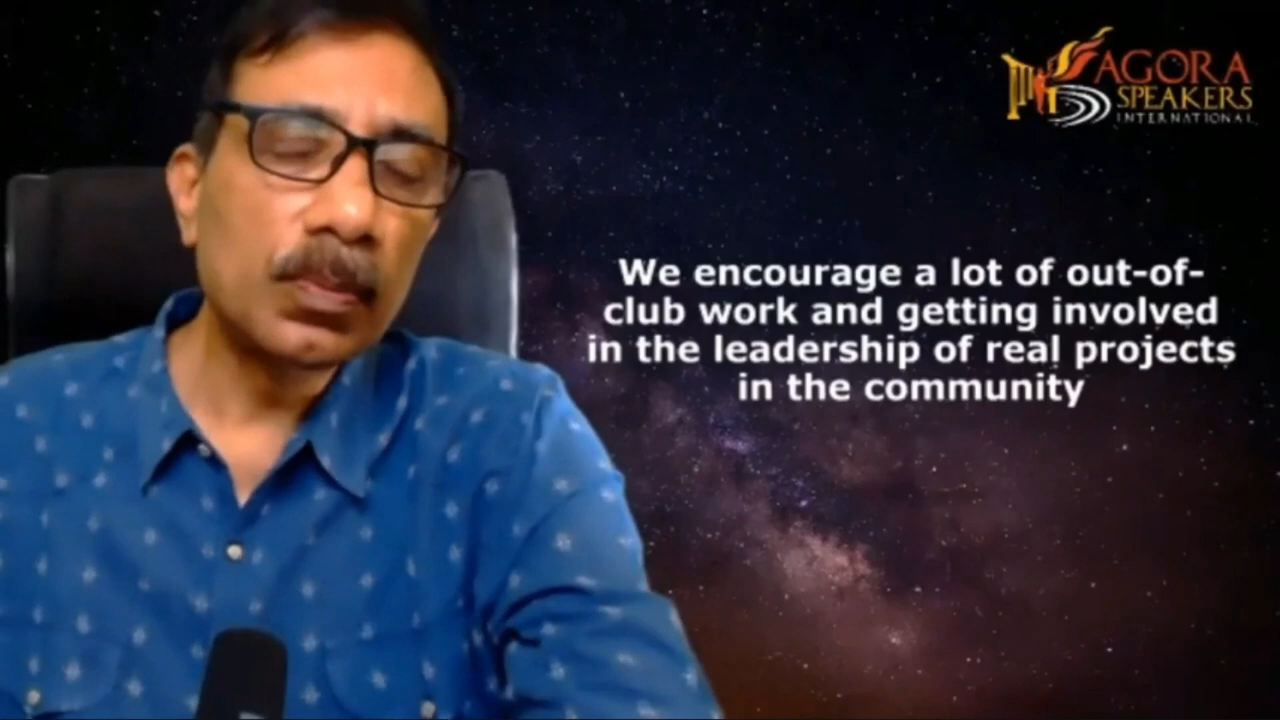 AGORA
SPEAKERS
INTERNATIONAL
We encourage a lot of out-of-
club work and getting involved
in the leadership of real projects
in the community